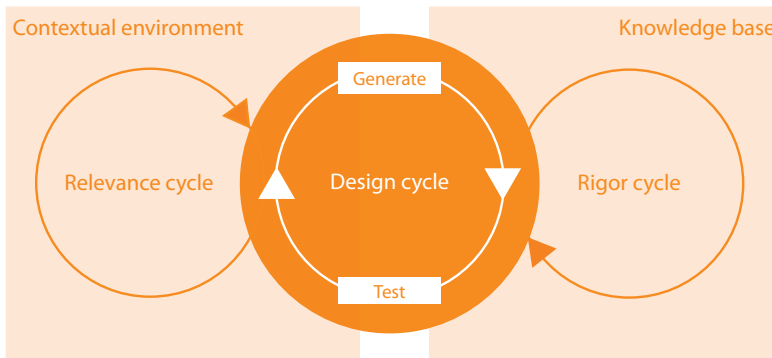 Contextual environment
Knowledge base
Generate
Relevance cycle
Design cycle
Rigor cycle
Test